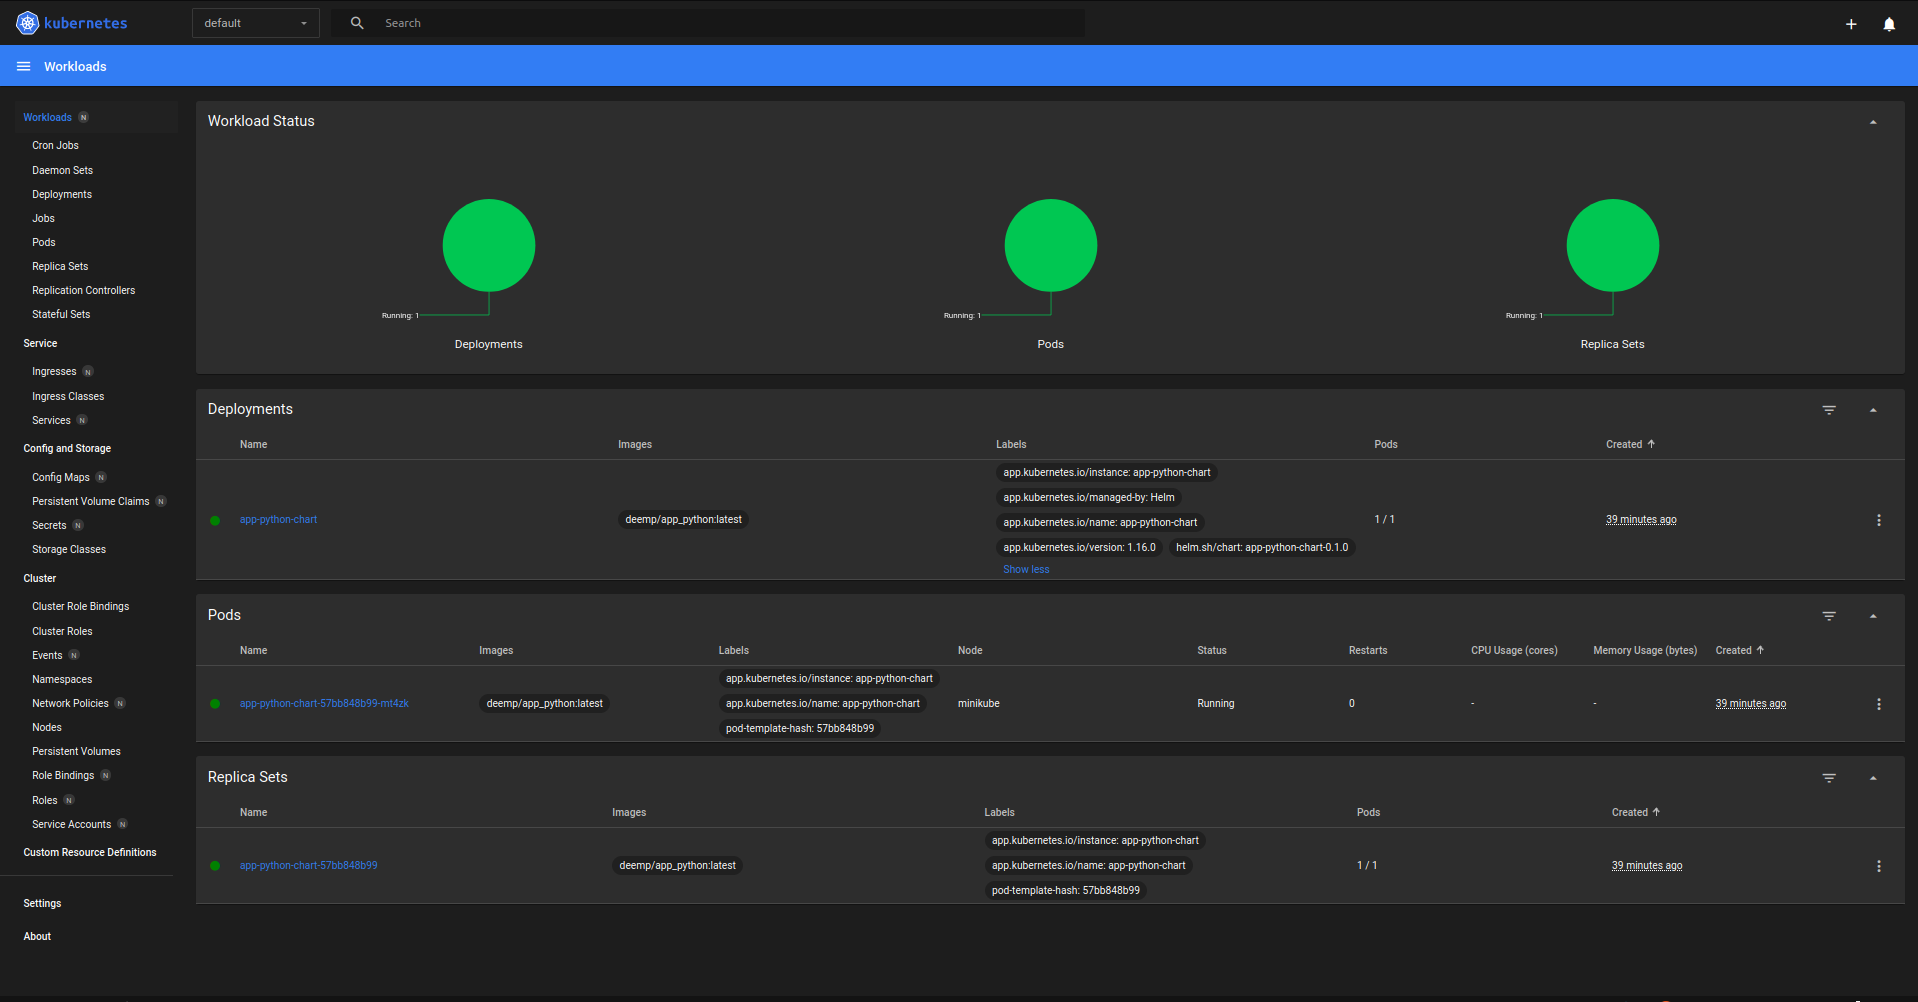 kubernetes
default
Search
Workloads
Workloads N
Cron Jobs
Daemon Sets
Deployments
Jobs
Pods
Replica Sets
Replication Controllers
Stateful Sets
Service
Ingresses N
Ingress Classes
Services N
Config and Storage
Config Maps N
Persistent Volume Claims N
Secrets N
Storage Classes
Cluster
Cluster Role Bindings
Cluster Roles
Events N
Namespaces
Network Policies N
Nodes
Persistent Volumes
Role Bindings N
Roles N
Service Accounts N
Custom Resource Definitions
Settings
About
Workload Status
Running: 1
Deployments
Running: 1
Pods
Running: 1
Replica Sets
Deployments
Name Images Labels Pods Created
app-python-chart
deemp/app_python:latest
app.kubernetes.io/instance: app-python-chart
app.kubernetes.io/managed-by: Helm
app.kubernetes.io/name: app-python-chart
app.kubernetes.io/version: 1.16.0 helm.sh/chart: app-python-chart-0.1.0
Show less
1 / 1
39 minutes ago
Pods
Name Images Labels Node Status Restarts CPU Usage (cores) Memory Usage (bytes) Created
app-python-chart-57bb848b99-mt4zk
deemp/app_python:latest
app.kubernetes.io/instance: app-python-chart
app.kubernetes.io/name: app-python-chart
pod-template-hash: 57bb848b99
minikube
Running
0
-
-
39 minutes ago
Replica Sets
Name Images Labels Pods Created
app-python-chart-57bb848b99
deemp/app_python:latest
app.kubernetes.io/instance: app-python-chart
app.kubernetes.io/name: app-python-chart
pod-template-hash: 57bb848b99
1 / 1
39 minutes ago